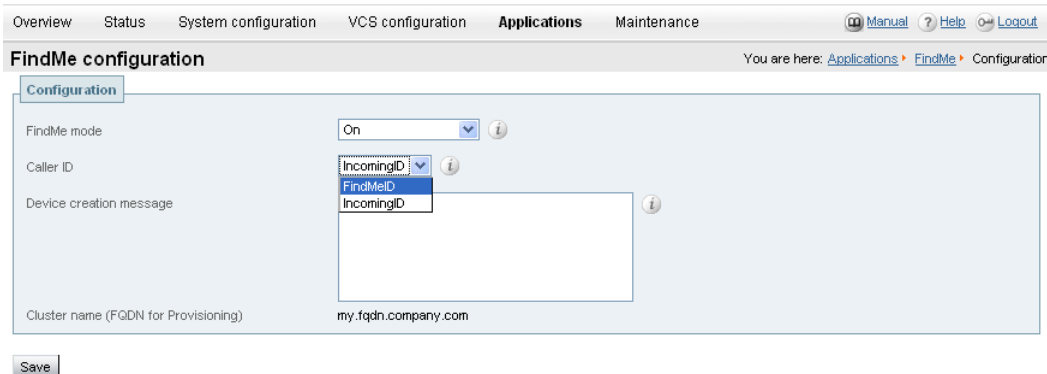 Overview Status System configuration VCS configuration Applications Maintenance Manual ? Help Logout
FindMe configuration You are here: Applications FindMe Configuration
Configuration
FindMe mode On i
Caller ID IncomingID i
FindMeID
Device creation message IncomingID i
Cluster name (FQDN for Provisioning) my.fqdn.company.com
Save